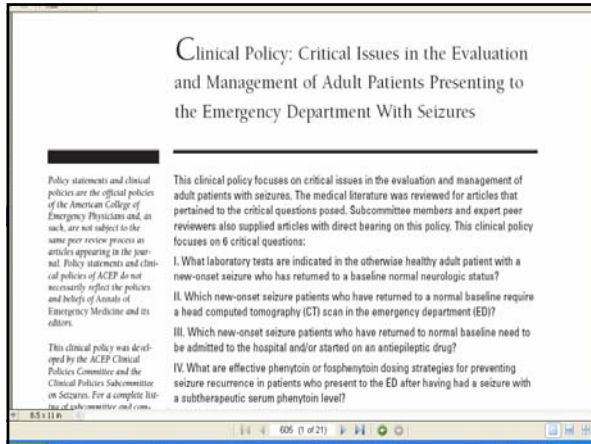 Clinical Policy: Critical Issues in the Evaluation
and Management of Adult Patients Presenting to
the Emergency Department With Seizures
Policy statements and clinical
policies are the official policies
of the American College of
Emergency Physicians and, as
such, are not subject to the
same peer review process as
articles appearing in the jour-
nal. Policy statements and clini-
cal policies of ACEP do not
necessarily reflect the policies
and beliefs of Annals of
Emergency Medicine and its
editors.
This clinical policy was devel-
oped by the ACEP Clinical
Policies Committee and the
Clinical Policies Subcommittee
on Seizures. For a complete list-
ing of subcommittee and com-
This clinical policy focuses on critical issues in the evaluation and management of
adult patients with seizures. The medical literature was reviewed for articles that
pertained to the critical questions posed. Subcommittee members and expert peer
reviewers also supplied articles with direct bearing on this policy. This clinical policy
focuses on 6 critical questions:
I. What laboratory tests are indicated in the otherwise healthy adult patient with a
new-onset seizure who has returned to a baseline normal neurologic status?
II. Which new-onset seizure patients who have returned to a normal baseline require
a head computed tomography (CT) scan in the emergency department (ED)?
III. Which new-onset seizure patients who have returned to normal baseline need to
be admitted to the hospital and/or started on an antiepileptic drug?
IV. What are effective phenytoin or fosphenytoin dosing strategies for preventing
seizure recurrence in patients who present to the ED after having had a seizure with
a subtherapeutic serum phenytoin level?
8.5 x 11 in
605 (1 of 21)